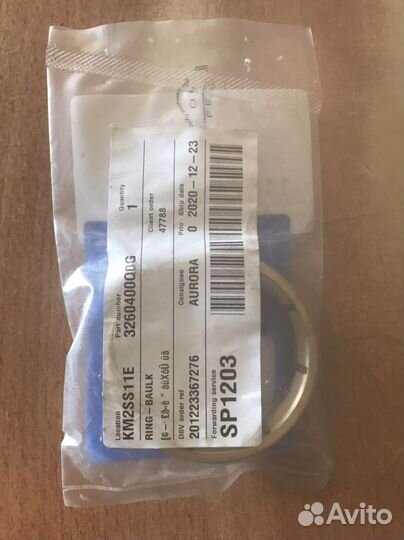 Location Part number Quantity
KM2SS11E 32604000QG 1
RING-BAULK Client order
47788
DSV order ref Consignee Prio Ship date
201223367276 AURORA 0 2020-12-23
Forwarding service
SP1203
Avito